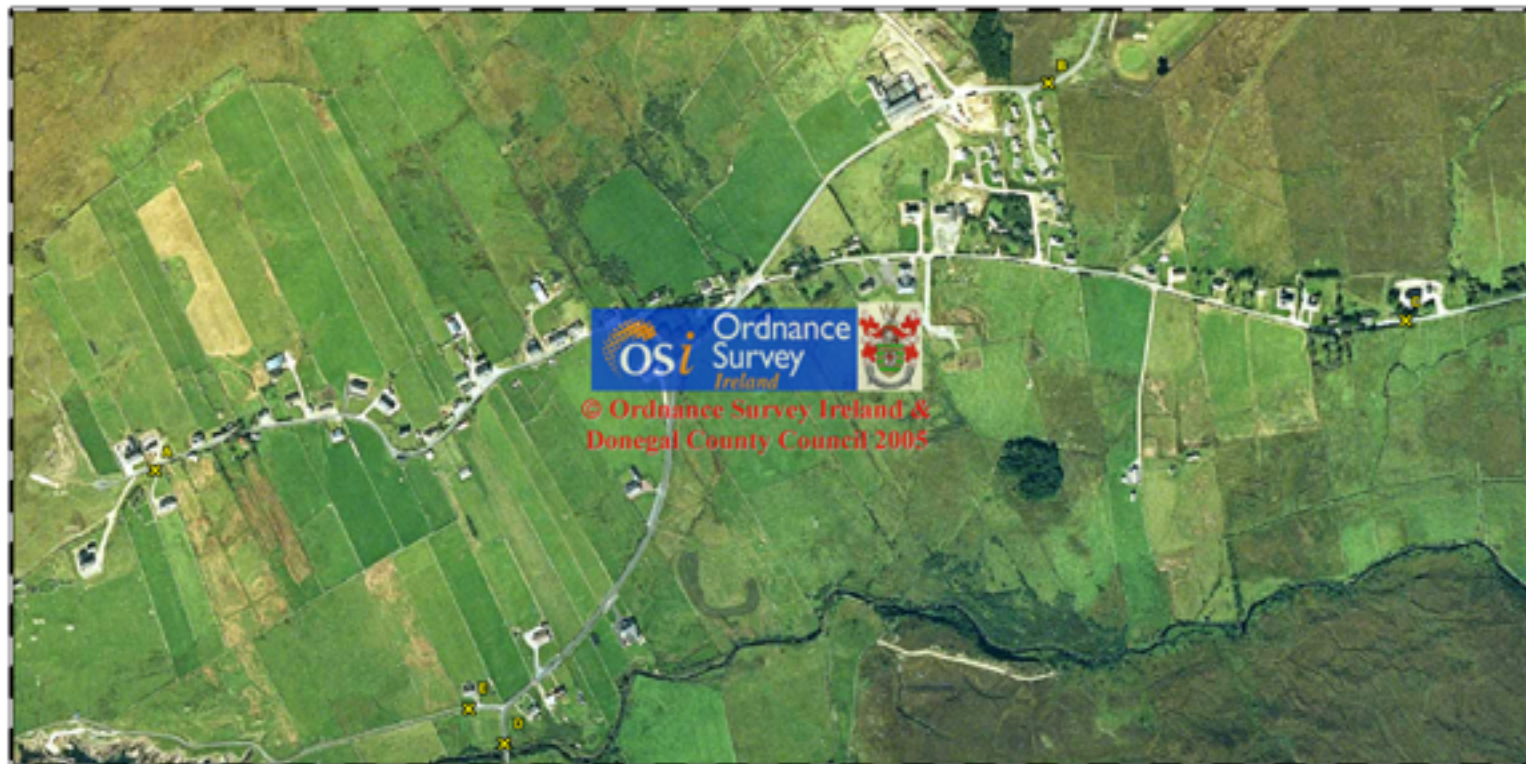 B
OSi
Ordnance
Survey
Ireland
© Ordnance Survey Ireland &
Donegal County Council 2005
A
E
D